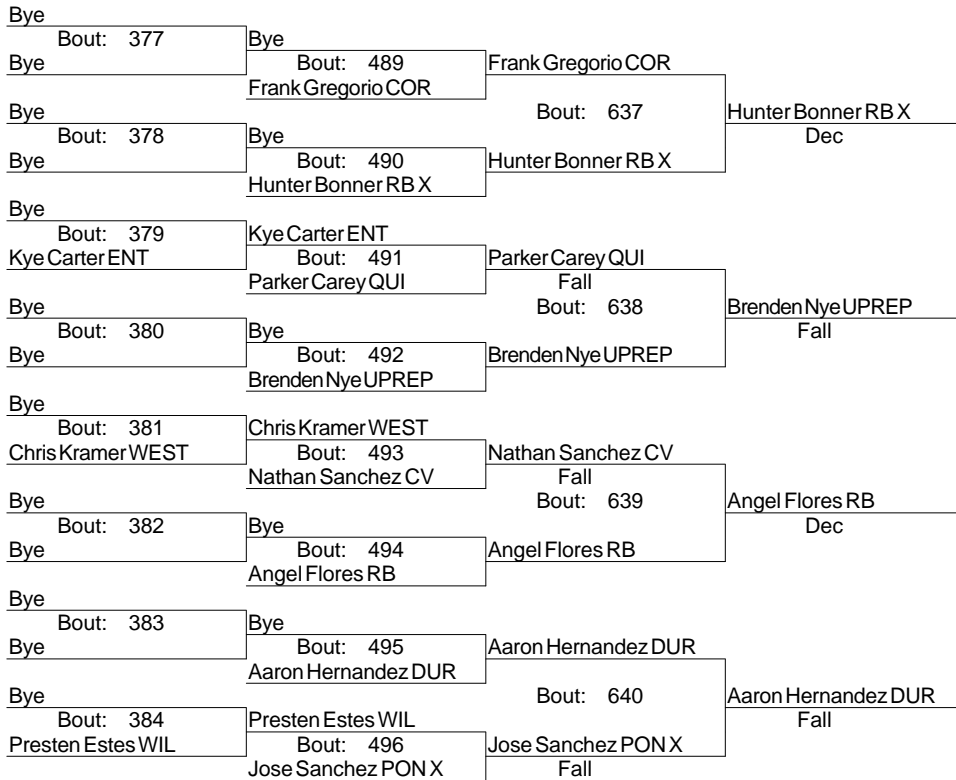 Bye
Bout: 377 Bye
Bye Bout: 489 Frank Gregorio COR
Frank Gregorio COR
Bye Bout: 637 Hunter Bonner RB X
Bout: 378 Bye Dec
Bye Bout: 490 Hunter Bonner RB X
Hunter Bonner RB X
Bye
Bout: 379 Kye Carter ENT
Kye Carter ENT Bout: 491 Parker Carey QUI
Parker Carey QUI Fall
Bye Bout: 638 Brenden Nye UPREP
Bout: 380 Bye Fall
Bye Bout: 492 Brenden Nye UPREP
Brenden Nye UPREP
Bye
Bout: 381 Chris Kramer WEST
Chris Kramer WEST Bout: 493 Nathan Sanchez CV
Nathan Sanchez CV Fall
Bye Bout: 639 Angel Flores RB
Bout: 382 Bye Dec
Bye Bout: 494 Angel Flores RB
Angel Flores RB
Bye
Bout: 383 Bye
Bye Bout: 495 Aaron Hernandez DUR
Aaron Hernandez DUR
Bye Bout: 640 Aaron Hernandez DUR
Bout: 384 Presten Estes WIL Fall
Presten Estes WIL Bout: 496 Jose Sanchez PON X
Jose Sanchez PON X Fall